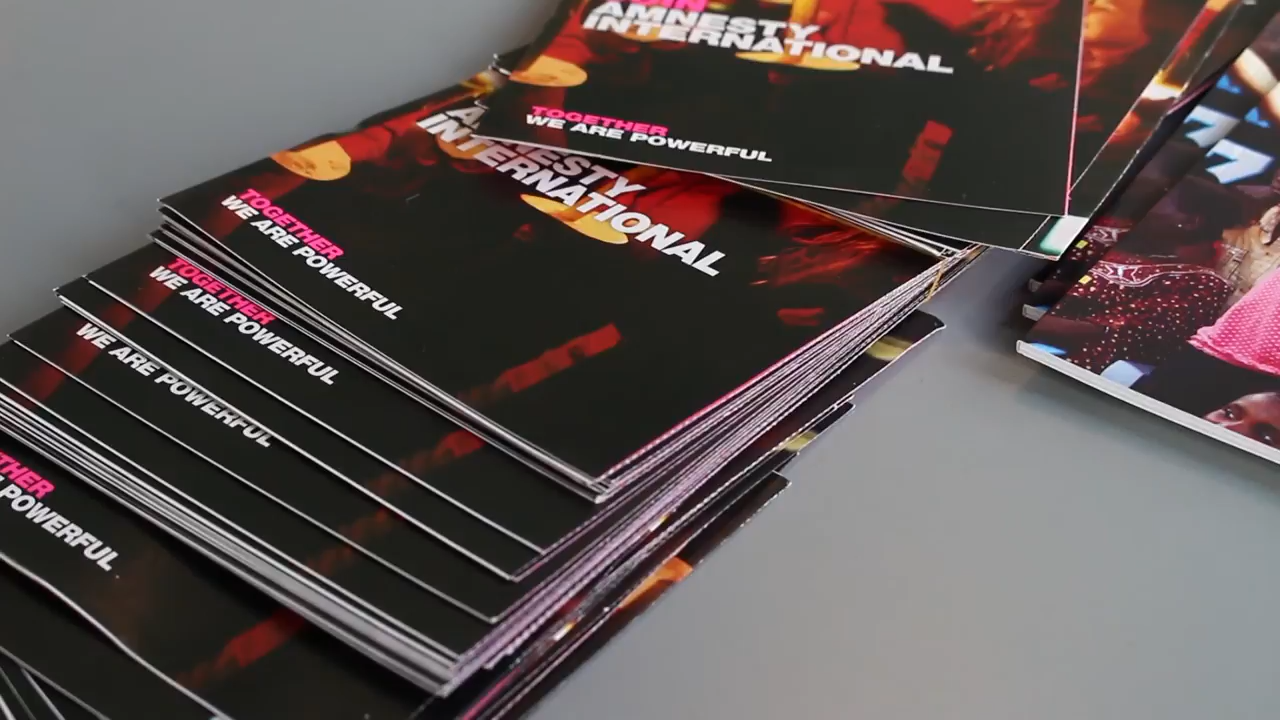 JOIN
AMNESTY
INTERNATIONAL
TOGETHER
WE ARE POWERFUL
AMNESTY
INTERNATIONAL
TOGETHER
WE ARE POWERFUL
TOGETHER
WE ARE POWERFUL
WE ARE POWERFUL
POWERFUL